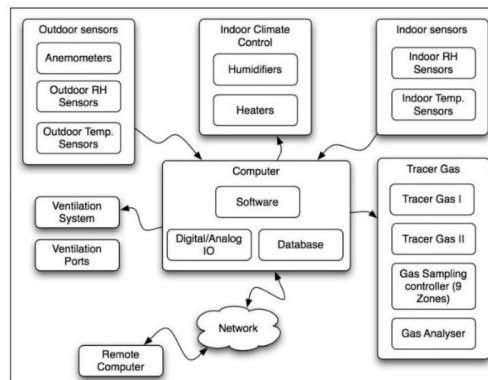 Outdoor sensors
Anemometers
Outdoor RH
Sensors
Outdoor Temp.
Sensors
Indoor Climate
Control
Humidifiers
Heaters
Indoor sensors
Indoor RH
Sensors
Indoor Temp.
Sensors
Computer
Software
Digital/Analog
IO
Database
Tracer Gas
Tracer Gas I
Tracer Gas II
Gas Sampling
controller (9
Zones)
Gas Analyser
Ventilation
System
Ventilation
Ports
Network
Remote
Computer